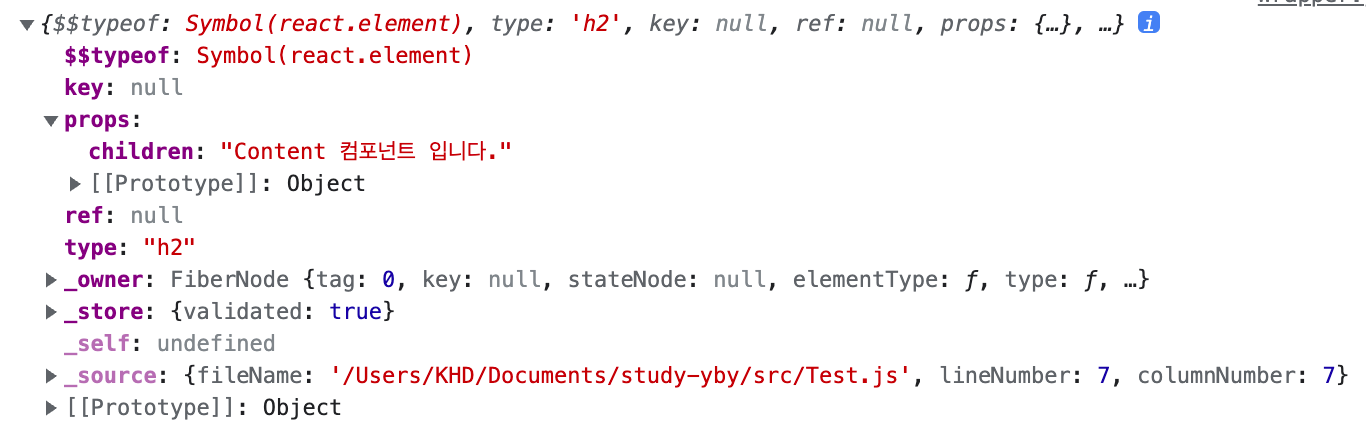 Wrapper.
{$$typeof: Symbol(react.element), type: 'h2', key: null, ref: null, props: {…}, …} i
$$typeof: Symbol(react.element)
key: null
props:
children: "Content 컴포넌트 입니다."
[[Prototype]]: Object
ref: null
type: "h2"
_owner: FiberNode {tag: 0, key: null, stateNode: null, elementType: ƒ, type: ƒ, …}
_store: {validated: true}
_self: undefined
_source: {fileName: '/Users/KHD/Documents/study-yby/src/Test.js', lineNumber: 7, columnNumber: 7}
[[Prototype]]: Object